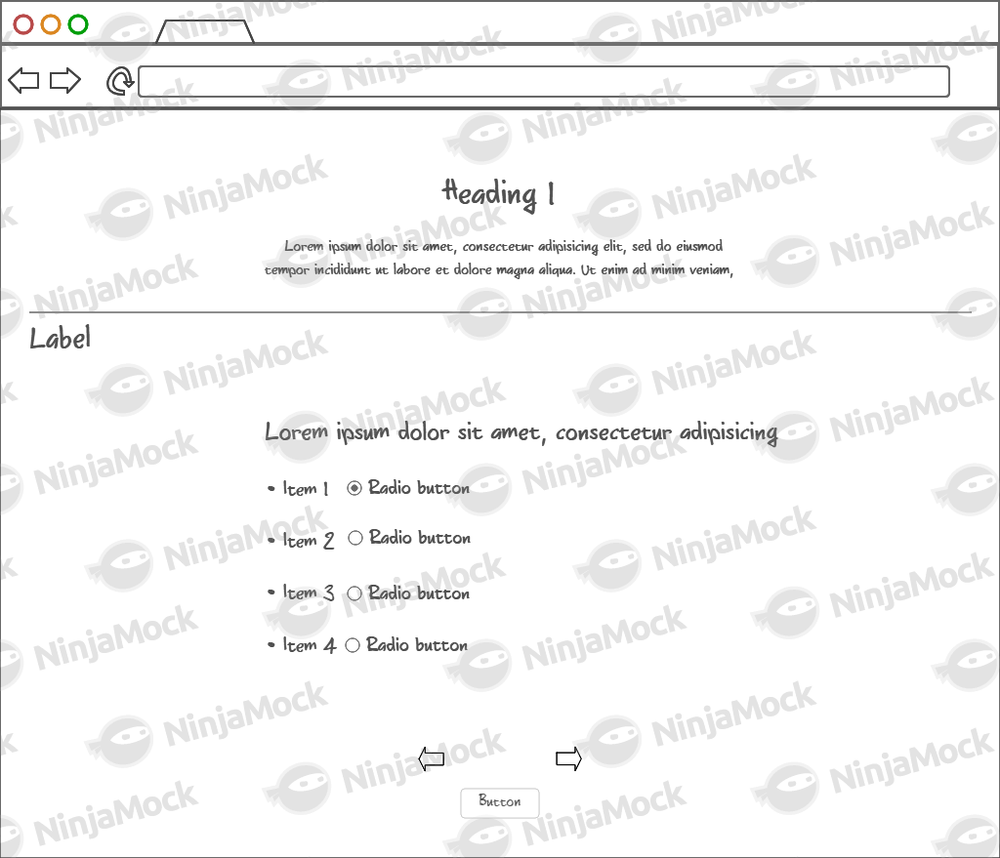 Heading 1
Lorem ipsum dolor sit amet, consectetur adipisicing elit, sed do eiusmod
tempor incididunt ut labore et dolore magna aliqua. Ut enim ad minim veniam,
Label
Lorem ipsum dolor sit amet, consectetur adipisicing
• Item 1 Radio button
• Item 2 Radio button
• Item 3 Radio button
• Item 4 Radio button
Button
NinjaMock